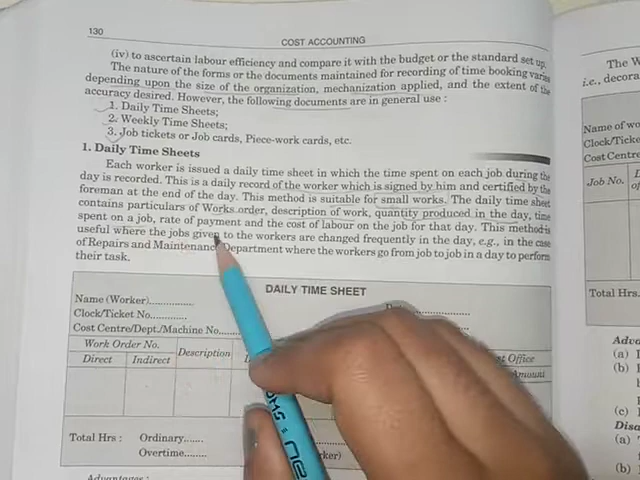 130
COST ACCOUNTING
(iv) to ascertain labour efficiency and compare it with the budget or the standard set up.
The nature of the forms or the documents maintained for recording of time booking varies
depending upon the size of the organization, mechanization applied, and the extent of the
accuracy desired. However, the following documents are in general use :
1. Daily Time Sheets;
2. Weekly Time Sheets;
3. Job tickets or Job cards, Piece-work cards, etc.
1. Daily Time Sheets
Each worker is issued a daily time sheet in which the time spent on each job during the
day is recorded. This is a daily record of the worker which is signed by him and certified by the
foreman at the end of the day. This method is suitable for small works. The daily time sheet
contains particulars of Works order, description of work, quantity produced in the day, time
spent on a job, rate of payment and the cost of labour on the job for that day. This method is
useful where the jobs given to the workers are changed frequently in the day, e.g., in the case
of Repairs and Maintenance Department where the workers go from job to job in a day to perform
their task.
DAILY TIME SHEET
Name (Worker)..............
Clock/Ticket No............
Cost Centre/Dept./Machine No.......
Work Order No.
Description
Direct
Indirect
Office
Amount
Total Hrs : Ordinary.......
Overtime........
Advantages:
The W
i.e., decora
Name of wo
Clock/Ticke
Cost Centre
Job No.
Total Hrs
Adva
(a)
(b)
(c)
Disa
(a)
(b)